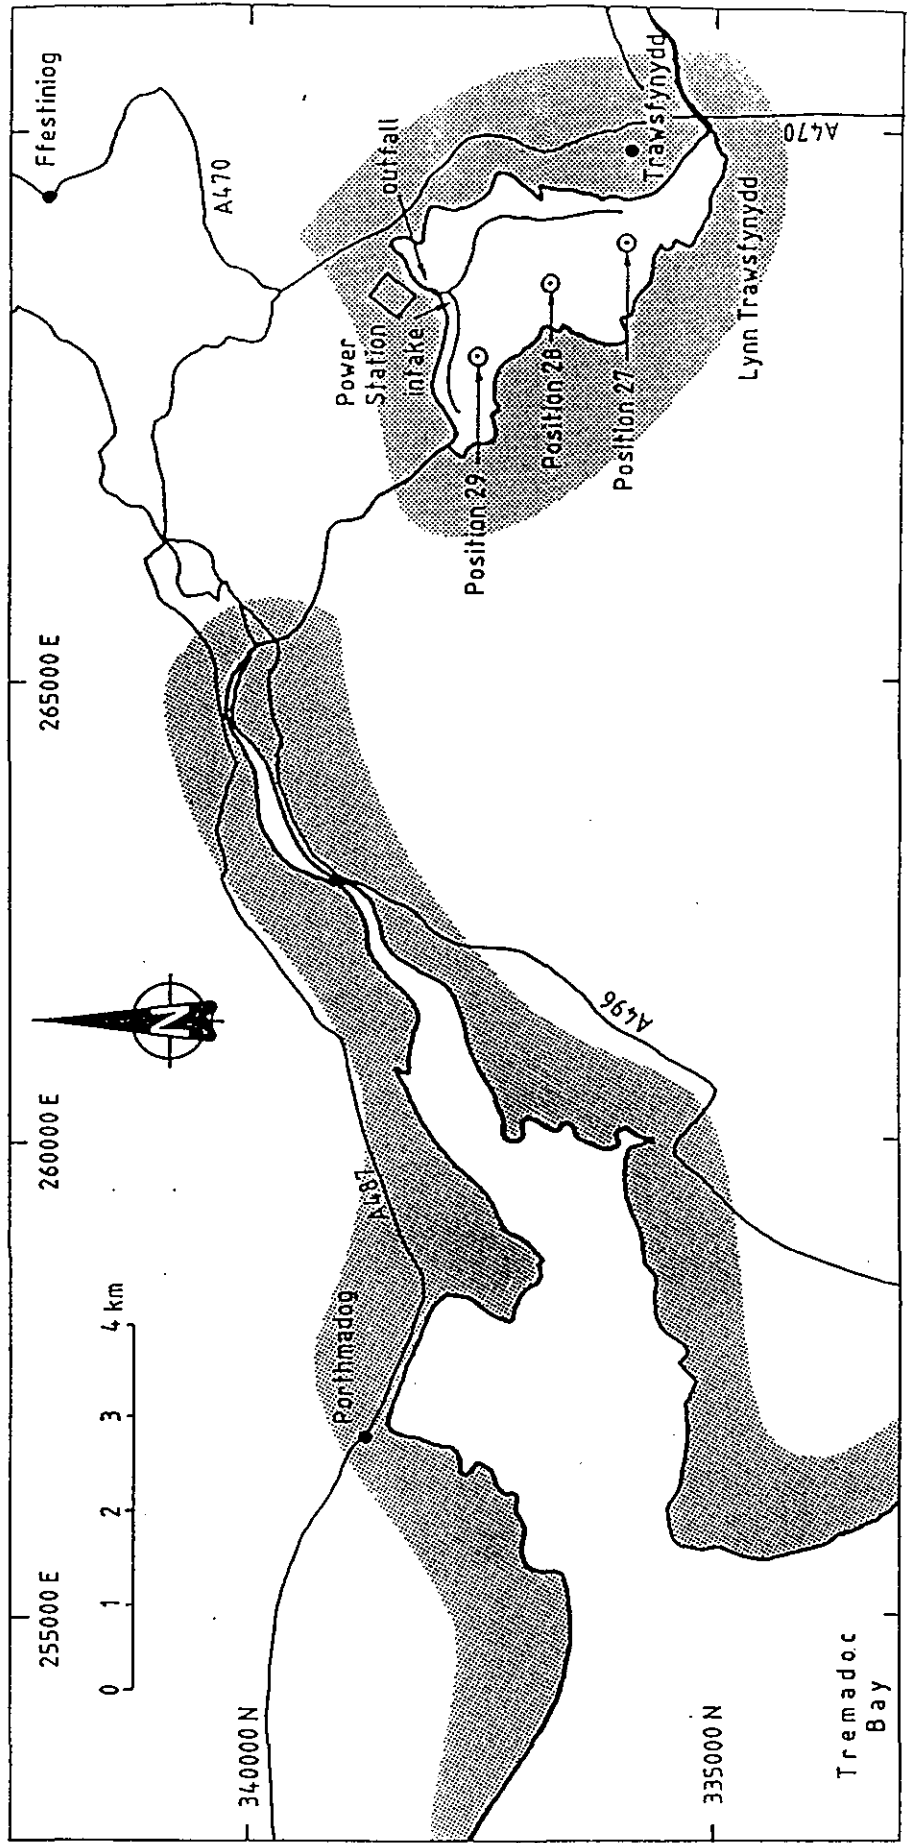 255000 E
260000 E
265000 E
0 1 2 3 4 km
N
Ffestiniog
A470
340000 N
Porthmadog
A487
A496
Power
Station
intake
outfall
Position 29
Position 28
Position 27
Trawsfynydd
Lynn Trawsfynydd
A470
335000 N
Tremadoc
Bay